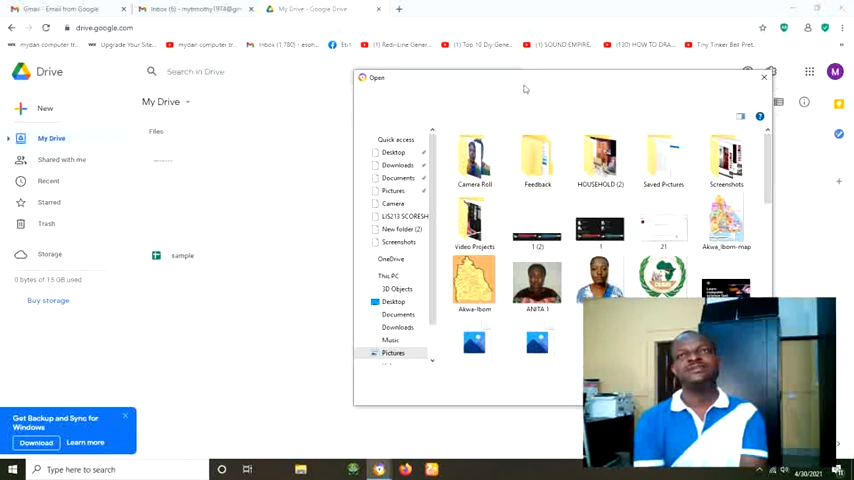 Gmail - Email from Google
Inbox (6) - mytimothy1974@gm
My Drive - Google Drive
drive.google.com
mydari computer tr
Upgrade Your Site...
mydari computer tr
Inbox (1,780) - esoh
(1) Redi-Line Gener
(1) Top 10 Diy Gene
(1) SOUND EMPIRE,
(130) HOW TO DRA
Tiny Tinker Bell Pret
Drive
Search in Drive
M
New
My Drive
Shared with me
Recent
Starred
Trash
Storage
0 bytes of 15 GB used
Buy storage
My Drive
Files
sample
Open
Quick access
Desktop
Downloads
Documents
Pictures
Camera
LIS213 SCORESH
New folder (2)
Screenshots
OneDrive
This PC
3D Objects
Desktop
Documents
Downloads
Music
Pictures
Camera Roll
Feedback
HOUSEHOLD (2)
Saved Pictures
Screenshots
Video Projects
1 (2)
1
21
Akwa_Ibom-map
Akwa-Ibom
ANITA 1
Get Backup and Sync for
Windows
Download
Learn more
Type here to search
4/30/2021